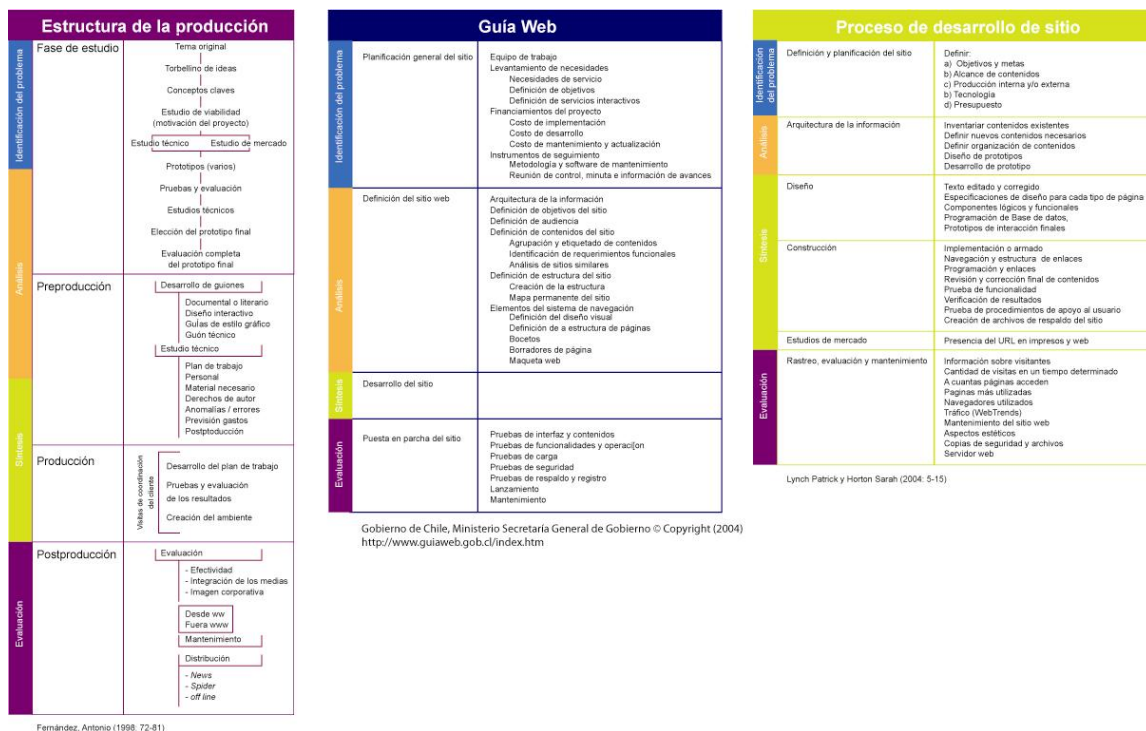 Estructura de la producción
Identificación del problema
Análisis
Síntesis
Evaluación
Fase de estudio
Tema original
Torbellino de ideas
Conceptos claves
Estudio de viabilidad
(motivación del proyecto)
Estudio técnico
Estudio de mercado
Prototipos (varios)
Pruebas y evaluación
Estudios técnicos
Elección del prototipo final
Evaluación completa
del prototipo final
Preproducción
Desarrollo de guiones
Documental o literario
Diseño interactivo
Guías de estilo gráfico
Guón técnico
Estudio técnico
Plan de trabajo
Personal
Material necesario
Derechos de autor
Anomalías / errores
Previsión gastos
Postptoducción
Producción
Visitas de coordinación
del cliente
Desarrollo del plan de trabajo
Pruebas y evaluación
de los resultados
Creación del ambiente
Postproducción
Evaluación
- Efectividad
- Integración de los medias
- Imagen corporativa
Desde ww
Fuera www
Mantenimiento
Distribución
- News
- Spider
- off line
Fernández, Antonio (1998: 72-81)
Guía Web
Identificación del problema
Análisis
Síntesis
Evaluación
Planificación general del sitio
Equipo de trabajo
Levantamiento de necesidades
Necesidades de servicio
Definición de objetivos
Definición de servicios interactivos
Financiamientos del proyecto
Costo de implementación
Costo de desarrollo
Costo de mantenimiento y actualización
Instrumentos de seguimiento
Metodología y software de mantenimiento
Reunión de control, minuta e información de avances
Definición del sitio web
Arquitectura de la información
Definición de objetivos del sitio
Definición de audiencia
Definición de contenidos del sitio
Agrupación y etiquetado de contenidos
Identificación de requerimientos funcionales
Análisis de sitios similares
Definición de estructura del sitio
Creación de la estructura
Mapa permanente del sitio
Elementos del sistema de navegación
Definición del diseño visual
Definición de a estructura de páginas
Bocetos
Borradores de página
Maqueta web
Desarrollo del sitio
Puesta en parcha del sitio
Pruebas de interfaz y contenidos
Pruebas de funcionalidades y operaci[on
Pruebas de carga
Pruebas de seguridad
Pruebas de respaldo y registro
Lanzamiento
Mantenimiento
Gobierno de Chile, Ministerio Secretaría General de Gobierno © Copyright (2004)
http://www.guiaweb.gob.cl/index.htm
Proceso de desarrollo de sitio
Identificación
del problema
Análisis
Síntesis
Evaluación
Definición y planificación del sitio
Definir:
a) Objetivos y metas
b) Alcance de contenidos
c) Producción interna y/o externa
b) Tecnología
d) Presupuesto
Arquitectura de la información
Inventariar contenidos existentes
Definir nuevos contenidos necesarios
Definir organización de contenidos
Diseño de prototipos
Desarrollo de prototipo
Diseño
Texto editado y corregido
Especificaciones de diseño para cada tipo de página
Componentes lógicos y funcionales
Programación de Base de datos,
Prototipos de interacción finales
Construcción
Implementación o armado
Navegación y estructura de enlaces
Programación y enlaces
Revisión y corrección final de contenidos
Prueba de funcionalidad
Verificación de resultados
Prueba de procedimientos de apoyo al usuario
Creación de archivos de respaldo del sitio
Estudios de mercado
Presencia del URL en impresos y web
Rastreo, evaluación y mantenimiento
Información sobre visitantes
Cantidad de visitas en un tiempo determinado
A cuantas páginas acceden
Paginas más utilizadas
Navegadores utilizados
Tráfico (WebTrends)
Mantenimiento del sitio web
Aspectos estéticos
Copias de seguridad y archivos
Servidor web
Lynch Patrick y Horton Sarah (2004: 5-15)